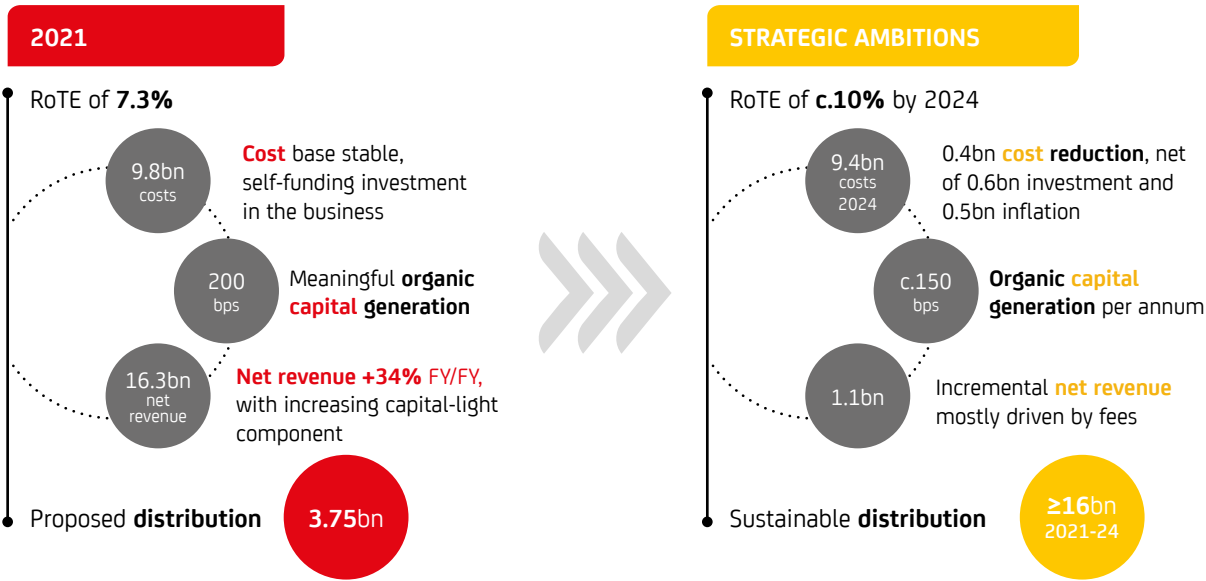 2021
RoTE of 7.3%
9.8bn
costs
Cost base stable,
self-funding investment
in the business
200
bps
Meaningful organic
capital generation
16.3bn
net
revenue
Net revenue +34% FY/FY,
with increasing capital-light
component
Proposed distribution
3.75bn
STRATEGIC AMBITIONS
RoTE of c.10% by 2024
9.4bn
costs
2024
0.4bn cost reduction, net
of 0.6bn investment and
0.5bn inflation
c.150
bps
Organic capital
generation per annum
1.1bn
Incremental net revenue
mostly driven by fees
Sustainable distribution
≥16bn
2021-24